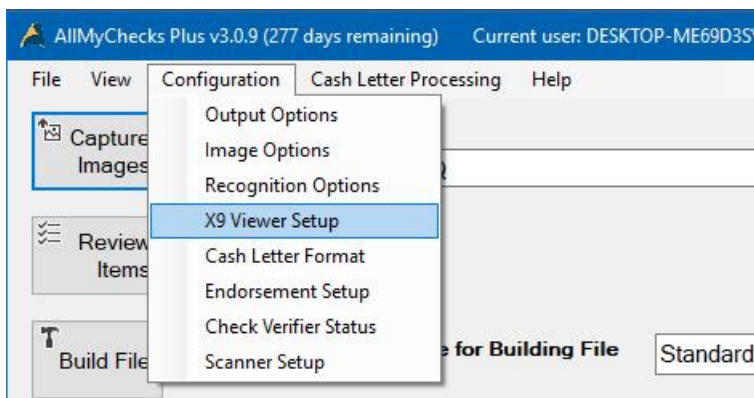 AllMyChecks Plus v3.0.9 (277 days remaining) Current user: DESKTOP-ME69D3S
File View Configuration Cash Letter Processing Help
Capture
Images
Review
Items
Build File
Output Options
Image Options
Recognition Options
X9 Viewer Setup
Cash Letter Format
Endorsement Setup
Check Verifier Status
Scanner Setup
for Building File
Standard